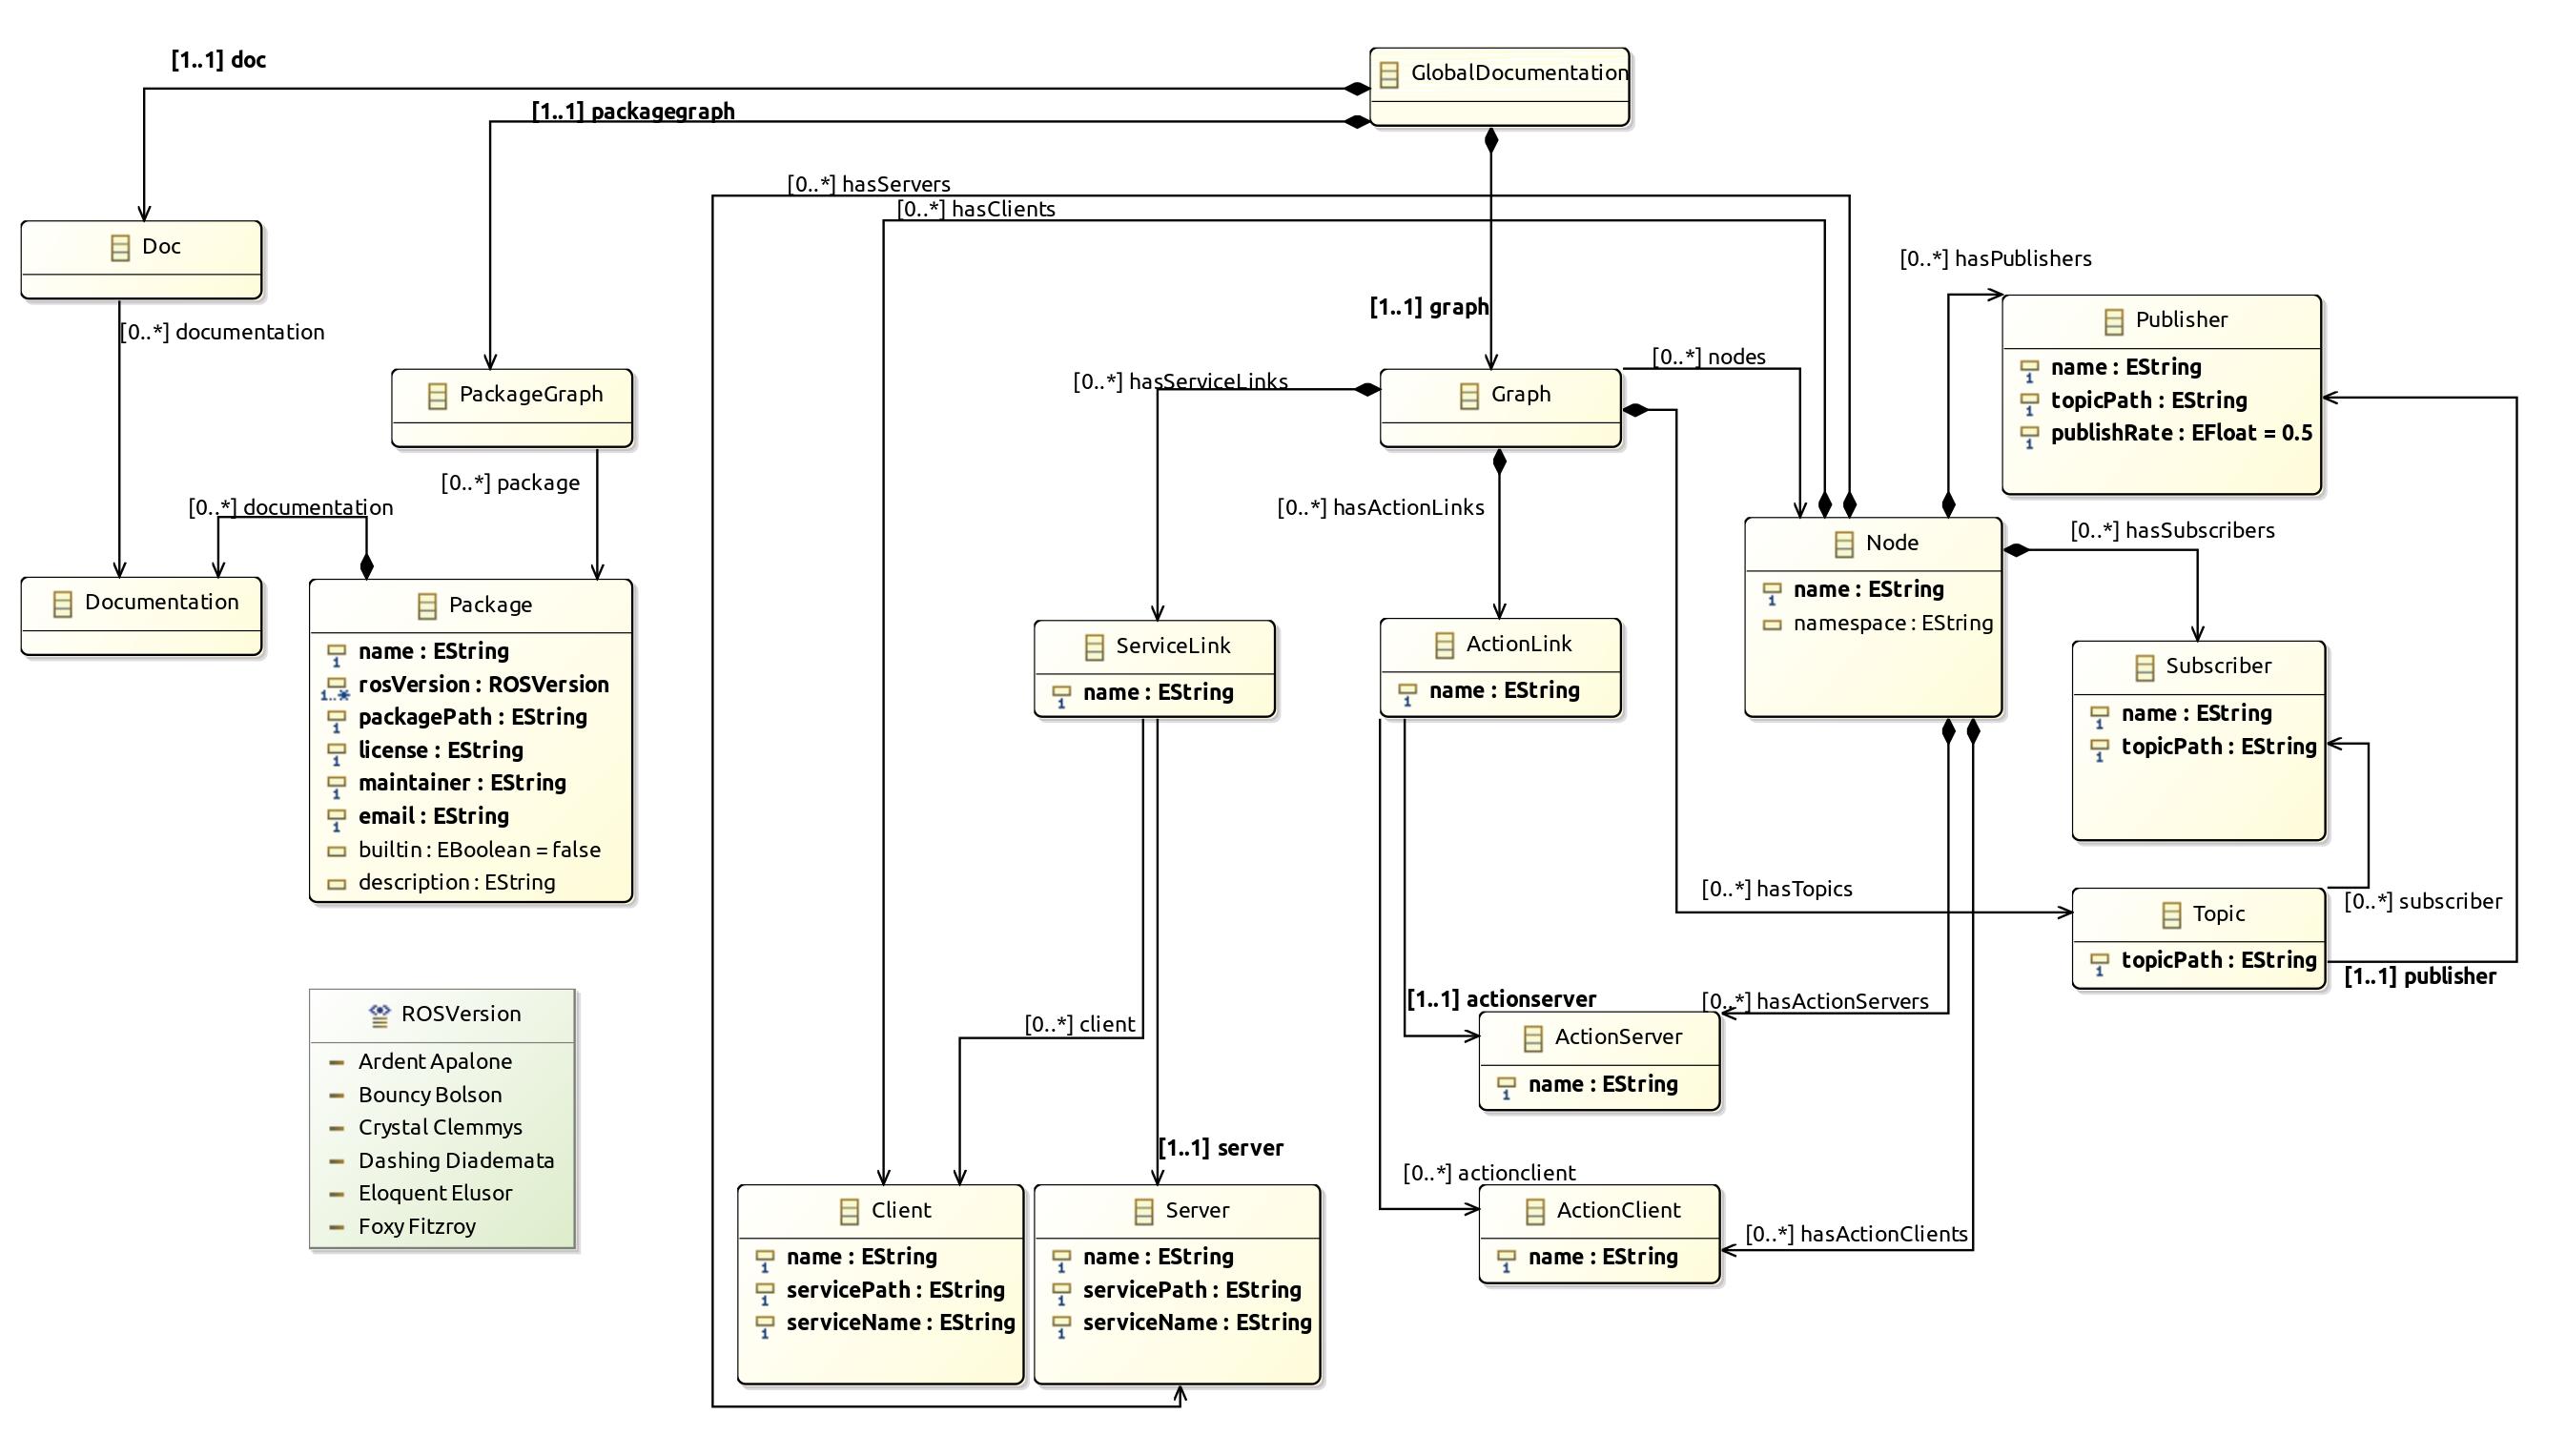 [1..1] doc
GlobalDocumentation
[1..1] packagegraph
[0..*] hasServers
[0..*] hasClients
Doc
[0..*] hasPublishers
[1..1] graph
[0..*] documentation
Publisher
name : EString
topicPath : EString
publishRate : EFloat = 0.5
[0..*] nodes
[0..*] hasServiceLinks
PackageGraph
Graph
[0..*] package
[0..*] documentation
[0..*] hasActionLinks
[0..*] hasSubscribers
Node
name : EString
namespace : EString
Documentation
Package
name : EString
rosVersion : ROSVersion
packagePath : EString
license : EString
maintainer : EString
email : EString
builtin : EBoolean = false
description : EString
ServiceLink
name : EString
ActionLink
name : EString
Subscriber
name : EString
topicPath : EString
[0..*] hasTopics
[0..*] subscriber
Topic
topicPath : EString
[1..1] publisher
[1..1] actionserver
[0..*] hasActionServers
ROSVersion
Ardent Apalone
Bouncy Bolson
Crystal Clemmys
Dashing Diademata
Eloquent Elusor
Foxy Fitzroy
[0..*] client
ActionServer
name : EString
[1..1] server
[0..*] actionclient
Client
name : EString
servicePath : EString
serviceName : EString
Server
name : EString
servicePath : EString
serviceName : EString
ActionClient
name : EString
[0..*] hasActionClients